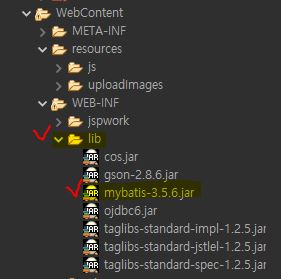 WebContent
META-INF
resources
js
uploadImages
WEB-INF
jspwork
lib
cos.jar
gson-2.8.6.jar
mybatis-3.5.6.jar
ojdbc6.jar
taglibs-standard-impl-1.2.5.jar
taglibs-standard-jstlel-1.2.5.jar
taglibs-standard-spec-1.2.5.jar